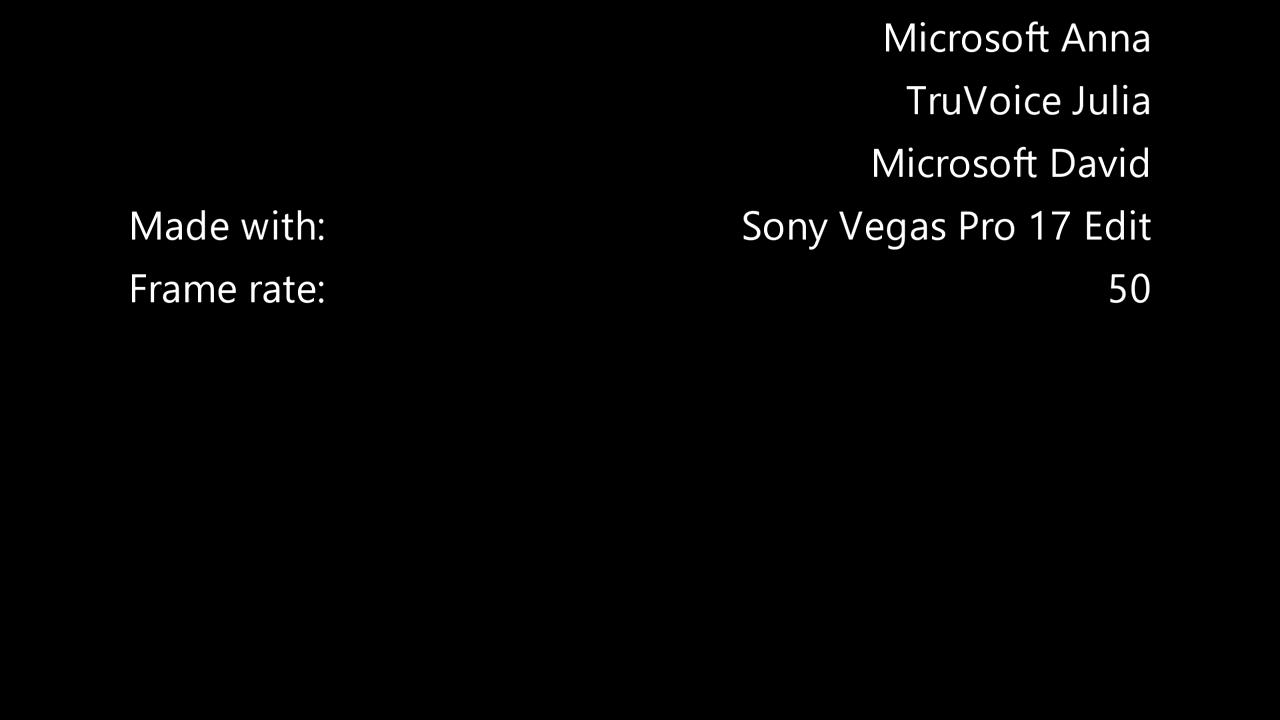 Microsoft Anna
TruVoice Julia
Microsoft David
Made with: Sony Vegas Pro 17 Edit
Frame rate: 50